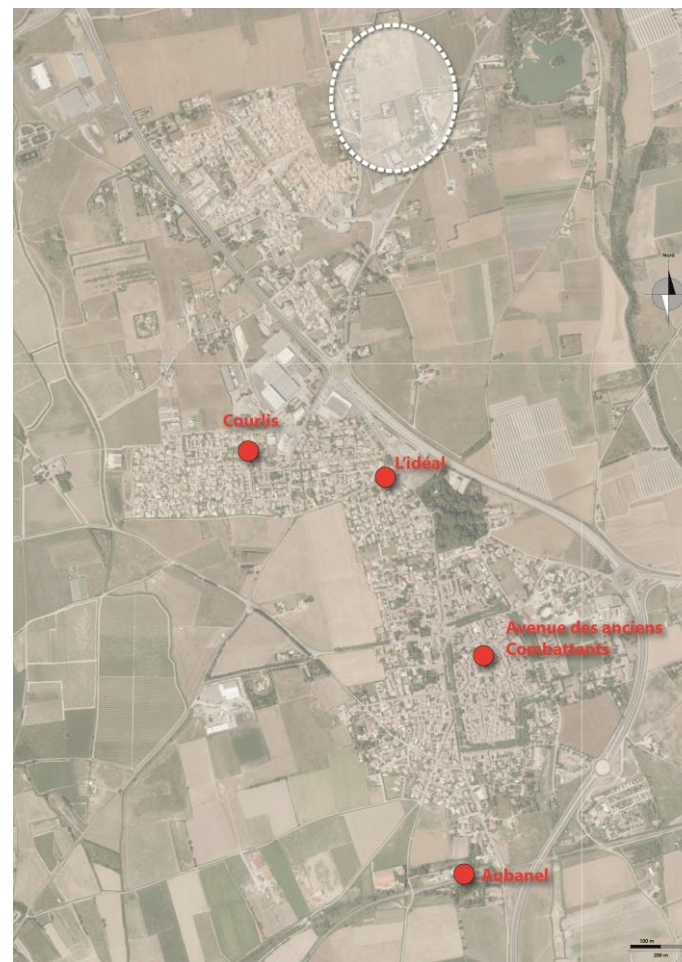 Nord
Courlis
L'idéal
Avenue des anciens
Combattants
Aubanel
100 m
200 m